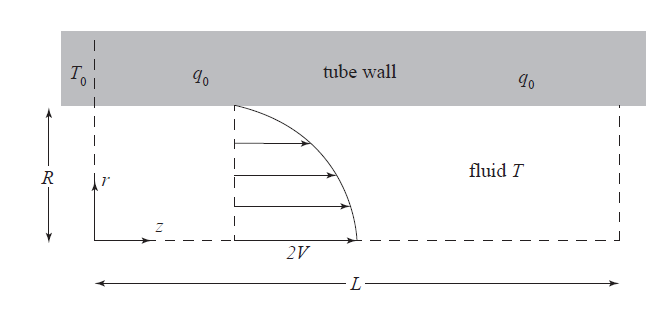 T₀
q₀
tube wall
q₀
R
r
fluid T
z
2V
L